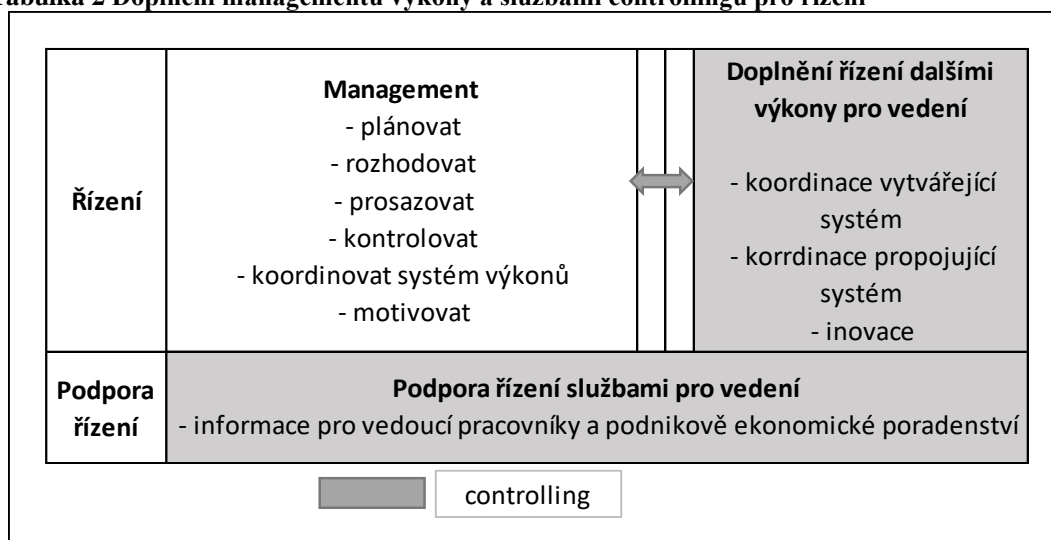 Tabulka 2 Doplnění managementu výkony a službami controllingu pro řízení
Řízení
Management
- plánovat
- rozhodovat
- prosazovat
- kontrolovat
- koordinovat systém výkonů
- motivovat
Doplnění řízení dalšími
výkony pro vedení
- koordinace vytvářející
systém
- korrdinace propojující
systém
- inovace
Podpora
řízení
Podpora řízení službami pro vedení
- informace pro vedoucí pracovníky a podnikově ekonomické poradenství
controlling